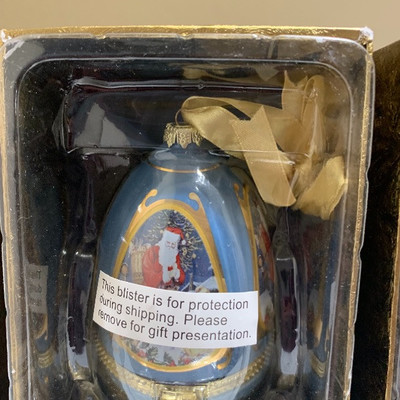 This blister is for protection
during shipping. Please
remove for gift presentation.